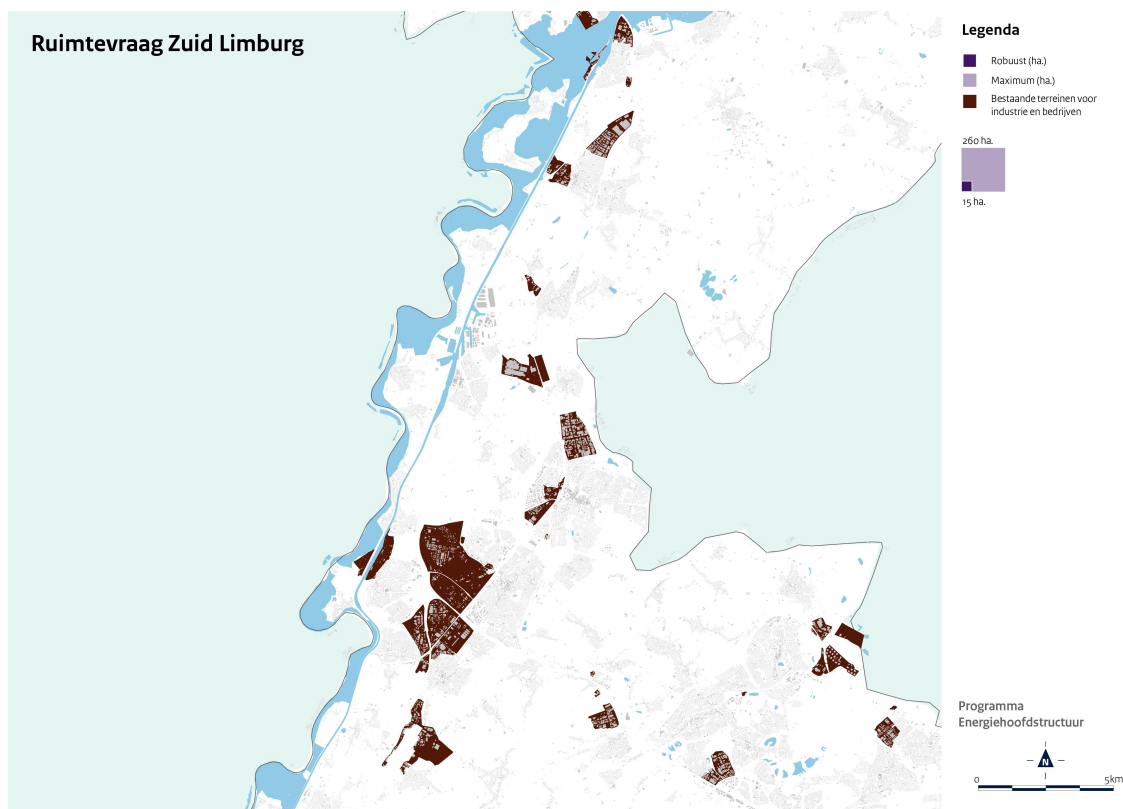 Ruimtevraag Zuid Limburg
Legenda
Robuust (ha.)
Maximum (ha.)
Bestaande terreinen voor
industrie en bedrijven
260 ha.
15 ha.
Programma
Energiehoofdstructuur
N
0 5km